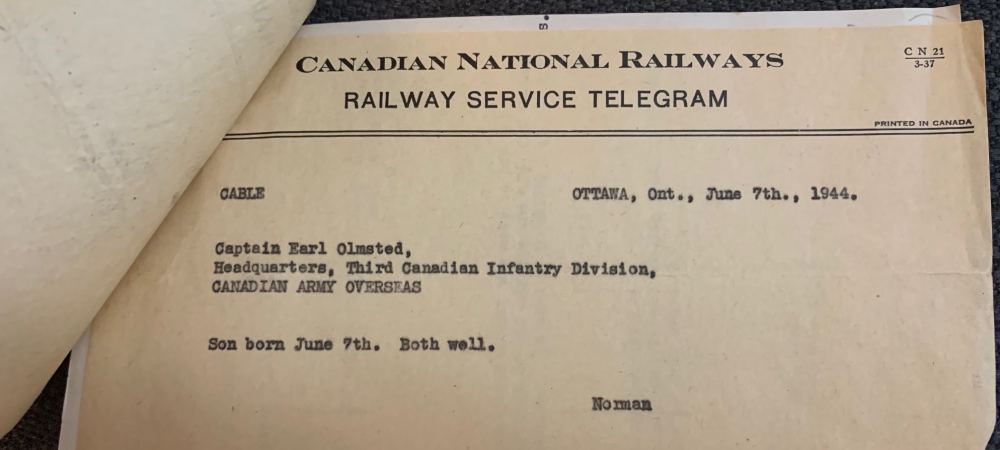 s.
CANADIAN NATIONAL RAILWAYS
C N 21
3-37
RAILWAY SERVICE TELEGRAM
PRINTED IN CANADA
CABLE
OTTAWA, Ont., June 7th., 1944.
Captain Earl Olmsted,
Headquarters, Third Canadian Infantry Division,
CANADIAN ARMY OVERSEAS
Son born June 7th. Both well.
Norman